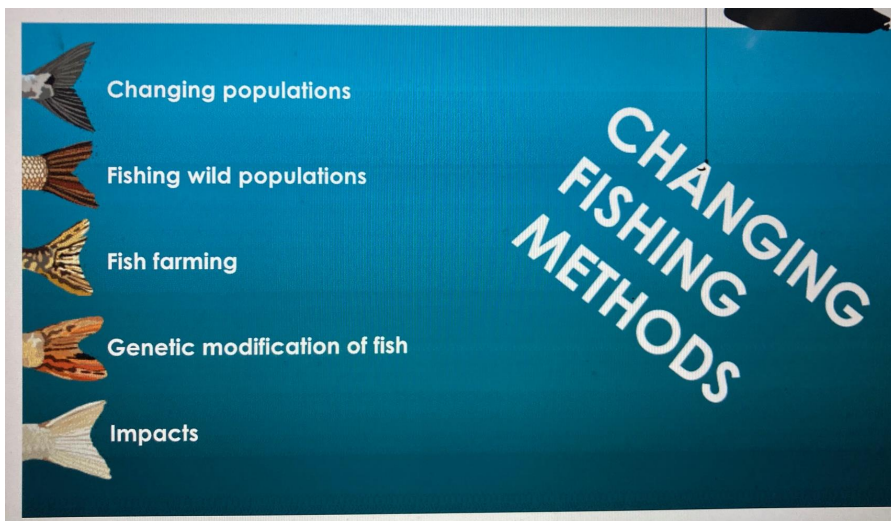 Changing populations
Fishing wild populations
Fish farming
Genetic modification of fish
Impacts
CHANGING
FISHING
METHODS